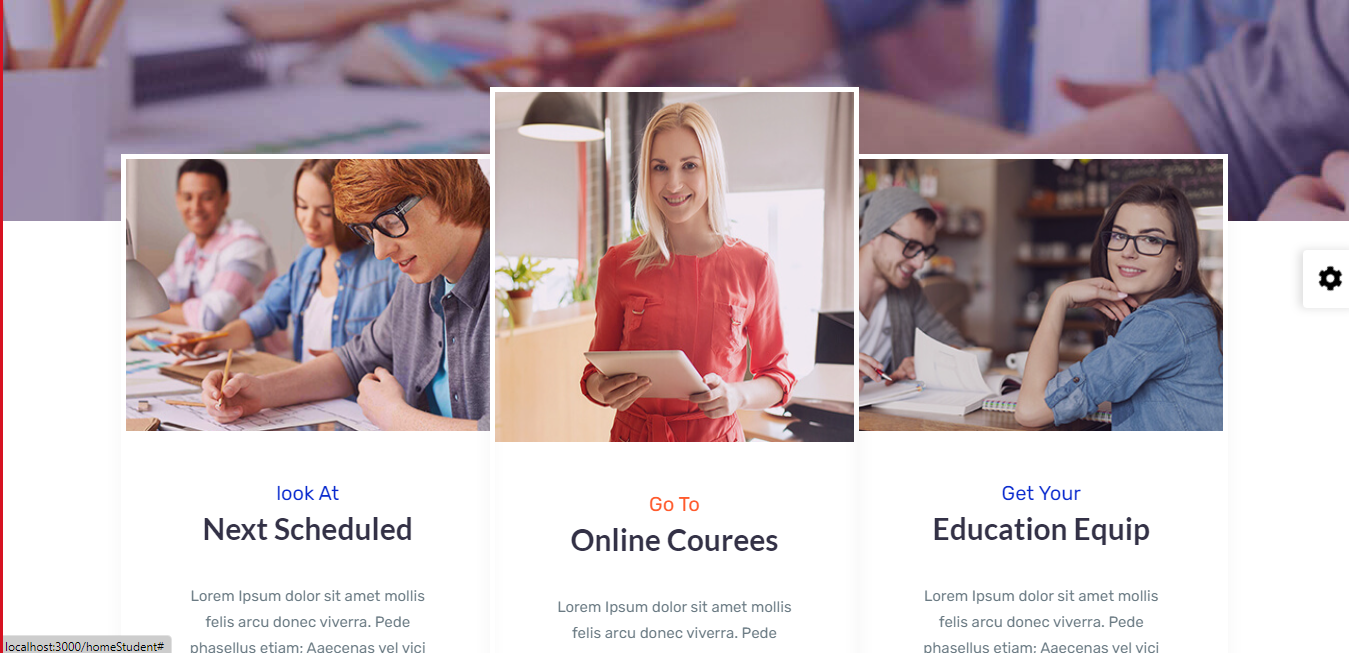 look At
Next Scheduled
Lorem Ipsum dolor sit amet mollis
felis arcu donec viverra. Pede
phasellus etiam: Aaecenas vel vici
Go To
Online Courees
Lorem Ipsum dolor sit amet mollis
felis arcu donec viverra. Pede
Get Your
Education Equip
Lorem Ipsum dolor sit amet mollis
felis arcu donec viverra. Pede
phasellus etiam: Aaecenas vel vici
localhost:3000/homeStudent#